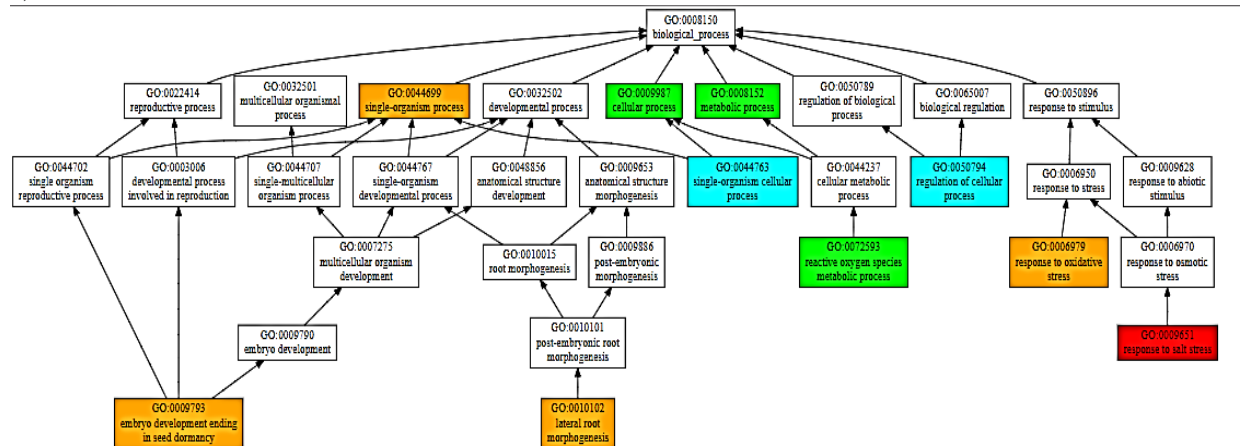 GO:0008150
biological_process
GO:0022414
reproductive process
GO:0032501
multicellular organismal
process
GO:0044699
single-organism process
GO:0032502
developmental process
GO:0009987
cellular process
GO:0008152
metabolic process
GO:0050789
regulation of biological
process
GO:0065007
biological regulation
GO:0050896
response to stimulus
GO:0044702
single organism
reproductive process
GO:0003006
developmental process
involved in reproduction
GO:0044707
single-multicellular
organism process
GO:0044767
single-organism
developmental process
GO:0048856
anatomical structure
development
GO:0009653
anatomical structure
morphogenesis
GO:0044763
single-organism cellular
process
GO:0044237
cellular metabolic
process
GO:0050794
regulation of cellular
process
GO:0006950
response to stress
GO:0009628
response to abiotic
stimulus
GO:0007275
multicellular organism
development
GO:0010015
root morphogenesis
GO:0009886
post-embryonic
morphogenesis
GO:0072593
reactive oxygen species
metabolic process
GO:0006979
response to oxidative
stress
GO:0006970
response to osmotic
stress
GO:0009790
embryo development
GO:0010101
post-embryonic root
morphogenesis
GO:0009651
response to salt stress
GO:0009793
embryo development ending
in seed dormancy
GO:0010102
lateral root
morphogenesis